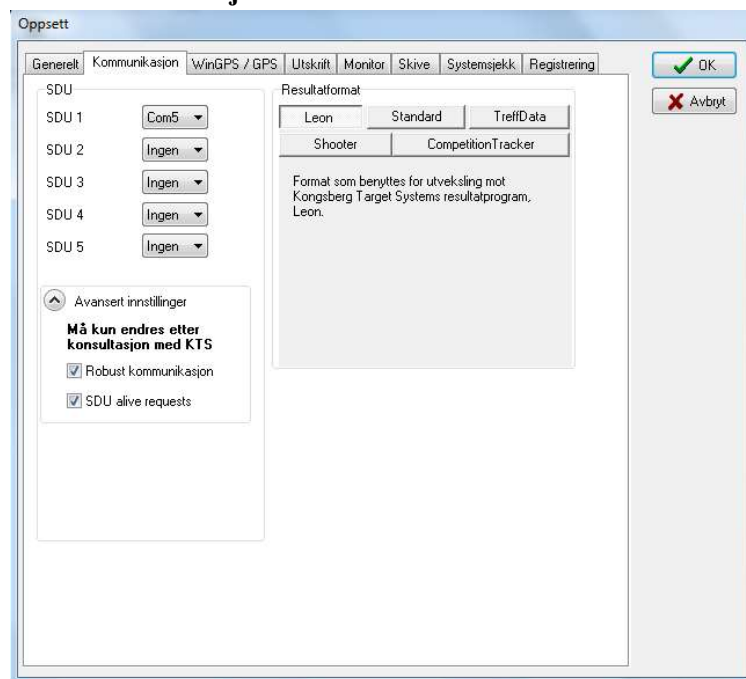 Oppsett
Generelt Kommunikasjon WinGPS / GPS Utskrift Monitor Skive Systemsjekk Registrering
OK
Avbryt
SDU
SDU 1 Com5
SDU 2 Ingen
SDU 3 Ingen
SDU 4 Ingen
SDU 5 Ingen
Avansert innstillinger
Må kun endres etter
konsultasjon med KTS
Robust kommunikasjon
SDU alive requests
Resultatformat
Leon Standard TreffData
Shooter CompetitionTracker
Format som benyttes for utveksling mot
Kongsberg Target Systems resultatprogram,
Leon.